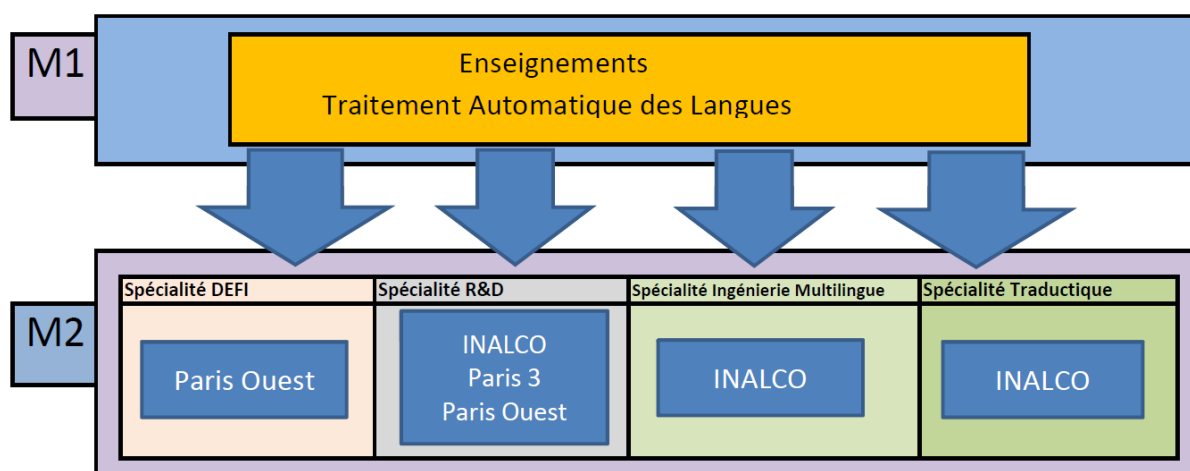 M1
Enseignements
Traitement Automatique des Langues
M2
Spécialité DEFI
Spécialité R&D
Spécialité Ingénierie Multilingue
Spécialité Traductique
Paris Ouest
INALCO
Paris 3
Paris Ouest
INALCO
INALCO